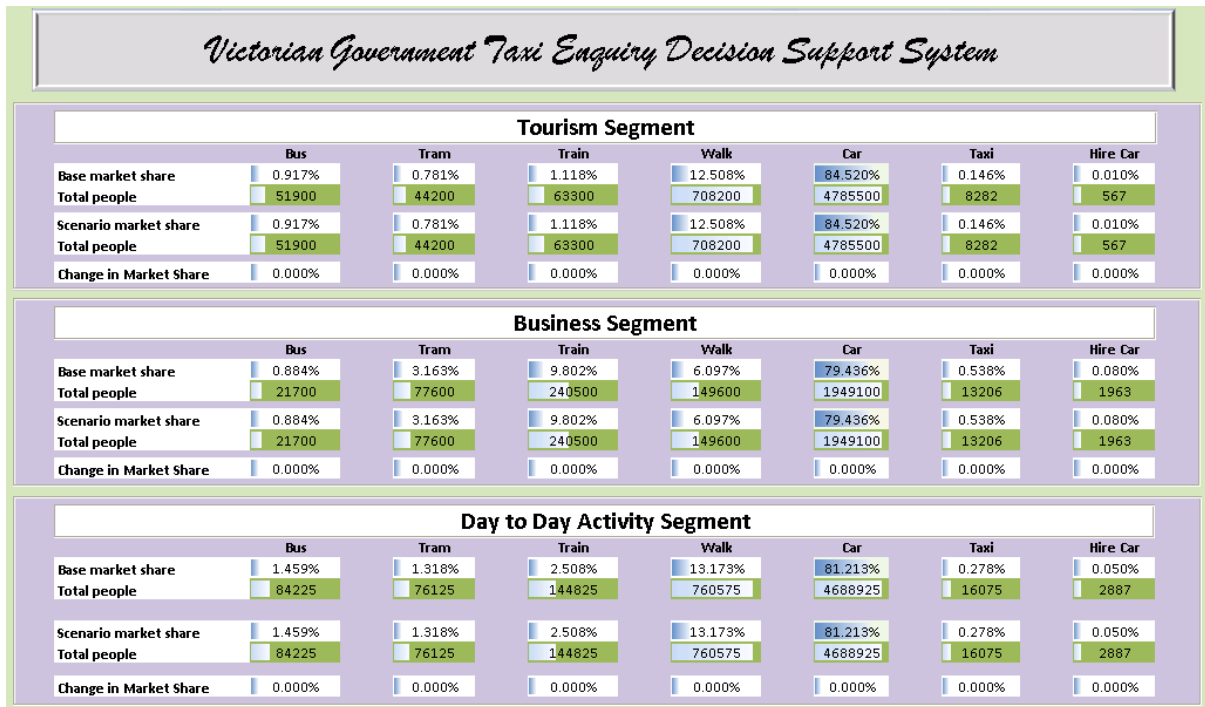 Victorian Government Taxi Enquiry Decision Support System
Tourism Segment
Bus Tram Train Walk Car Taxi Hire Car
Base market share 0.917% 0.781% 1.118% 12.508% 84.520% 0.146% 0.010%
Total people 51900 44200 63300 708200 4785500 8282 567
Scenario market share 0.917% 0.781% 1.118% 12.508% 84.520% 0.146% 0.010%
Total people 51900 44200 63300 708200 4785500 8282 567
Change in Market Share 0.000% 0.000% 0.000% 0.000% 0.000% 0.000% 0.000%
Business Segment
Bus Tram Train Walk Car Taxi Hire Car
Base market share 0.884% 3.163% 9.802% 6.097% 79.436% 0.538% 0.080%
Total people 21700 77600 240500 149600 1949100 13206 1963
Scenario market share 0.884% 3.163% 9.802% 6.097% 79.436% 0.538% 0.080%
Total people 21700 77600 240500 149600 1949100 13206 1963
Change in Market Share 0.000% 0.000% 0.000% 0.000% 0.000% 0.000% 0.000%
Day to Day Activity Segment
Bus Tram Train Walk Car Taxi Hire Car
Base market share 1.459% 1.318% 2.508% 13.173% 81.213% 0.278% 0.050%
Total people 84225 76125 144825 760575 4688925 16075 2887
Scenario market share 1.459% 1.318% 2.508% 13.173% 81.213% 0.278% 0.050%
Total people 84225 76125 144825 760575 4688925 16075 2887
Change in Market Share 0.000% 0.000% 0.000% 0.000% 0.000% 0.000% 0.000%